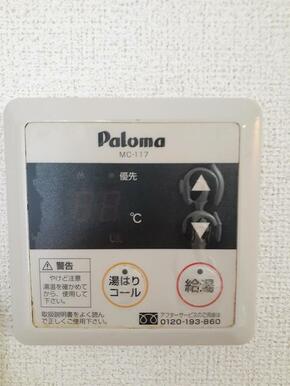 Paloma
MC-117
優先
℃
警告
やけど注意
湯温を確かめて
から、使用して
下さい。
湯はり
コール
給湯
取扱説明書をよく読ん
で正しくご使用下さい。
アフターサービスのご用命は
0120-193-860